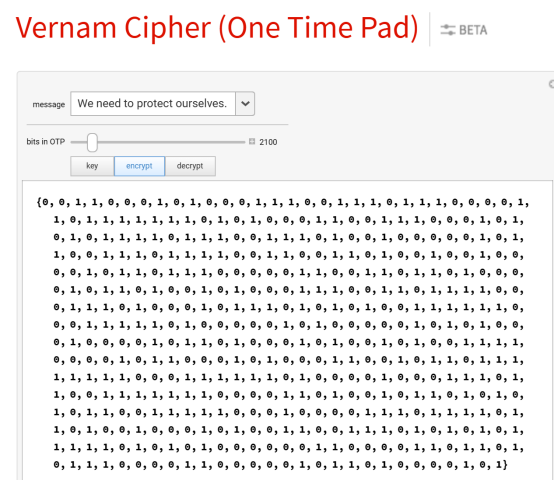 Vernam Cipher (One Time Pad) BETA
message We need to protect ourselves.
bits in OTP 2100
key encrypt decrypt
{0, 0, 1, 1, 0, 0, 0, 1, 0, 1, 0, 0, 0, 1, 1, 1, 0, 0, 1, 1, 1, 0, 1, 1, 1, 0, 0, 0, 0, 1,
1, 0, 1, 1, 1, 1, 1, 1, 1, 0, 1, 0, 1, 0, 0, 0, 1, 1, 0, 0, 1, 1, 1, 0, 0, 0, 1, 0, 1,
0, 1, 0, 1, 1, 1, 1, 0, 1, 1, 1, 0, 0, 1, 1, 1, 0, 1, 0, 0, 1, 0, 0, 0, 0, 0, 1, 0, 1,
1, 0, 0, 1, 1, 1, 0, 1, 1, 1, 1, 1, 0, 0, 1, 1, 0, 0, 1, 1, 0, 1, 0, 0, 1, 0, 0, 1, 0, 0,
0, 0, 1, 0, 1, 1, 0, 1, 1, 1, 0, 0, 0, 0, 0, 1, 1, 0, 0, 1, 1, 0, 1, 1, 0, 1, 0, 0, 0,
0, 1, 0, 1, 1, 0, 1, 0, 0, 1, 0, 1, 0, 0, 1, 1, 1, 0, 0, 1, 1, 0, 1, 1, 1, 1, 0, 0,
0, 1, 1, 1, 0, 1, 0, 0, 0, 1, 0, 1, 1, 1, 0, 1, 0, 1, 0, 1, 0, 0, 1, 1, 1, 1, 1, 1, 0,
0, 0, 1, 1, 1, 1, 1, 0, 1, 0, 0, 0, 0, 0, 1, 0, 1, 0, 0, 0, 0, 0, 1, 0, 1, 0, 1, 0, 0,
0, 1, 0, 0, 0, 0, 1, 0, 1, 1, 0, 1, 0, 0, 1, 0, 0, 0, 1, 0, 1, 0, 1, 0, 0, 1, 1, 1, 1,
0, 0, 0, 0, 1, 0, 1, 1, 0, 0, 0, 1, 0, 1, 0, 0, 0, 1, 1, 0, 0, 1, 0, 1, 1, 0, 1, 1, 1,
1, 1, 1, 1, 1, 0, 0, 0, 1, 1, 1, 1, 1, 1, 0, 1, 0, 0, 0, 1, 0, 0, 0, 1, 1, 1, 0, 1,
1, 0, 0, 1, 1, 1, 1, 1, 1, 1, 0, 1, 0, 0, 0, 0, 1, 0, 0, 0, 1, 0, 1, 1, 0, 1, 0, 1, 0,
1, 0, 1, 1, 0, 0, 1, 1, 1, 1, 1, 1, 0, 0, 1, 0, 0, 0, 0, 1, 1, 1, 0, 1, 1, 1, 1, 0, 1,
1, 0, 1, 0, 0, 1, 0, 0, 0, 1, 0, 1, 0, 0, 1, 1, 0, 0, 1, 1, 1, 0, 1, 0, 1, 0, 1, 0, 1,
1, 1, 1, 1, 0, 1, 0, 1, 0, 1, 0, 0, 0, 0, 0, 0, 1, 1, 0, 0, 0, 0, 1, 1, 0, 1, 1, 0, 1,
0, 1, 1, 1, 0, 0, 0, 0, 1, 1, 0, 0, 0, 0, 0, 1, 0, 1, 1, 0, 1, 0, 0, 0, 0, 1, 0, 1}